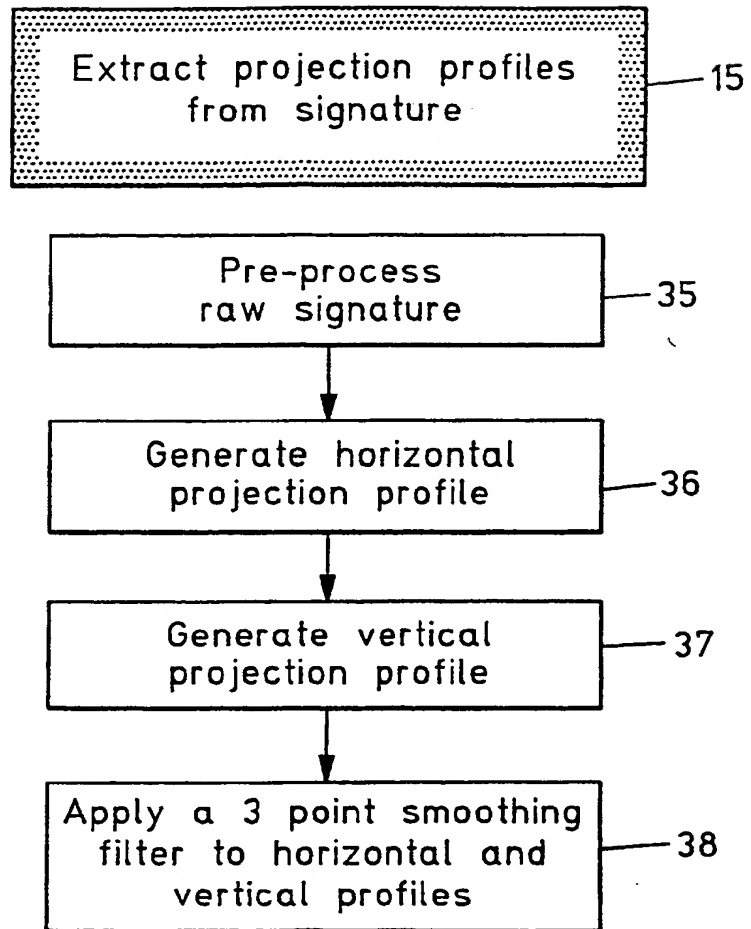 Extract projection profiles
from signature
15
Pre-process
raw signature
35
Generate horizontal
projection profile
36
Generate vertical
projection profile
37
Apply a 3 point smoothing
filter to horizontal and
vertical profiles
38